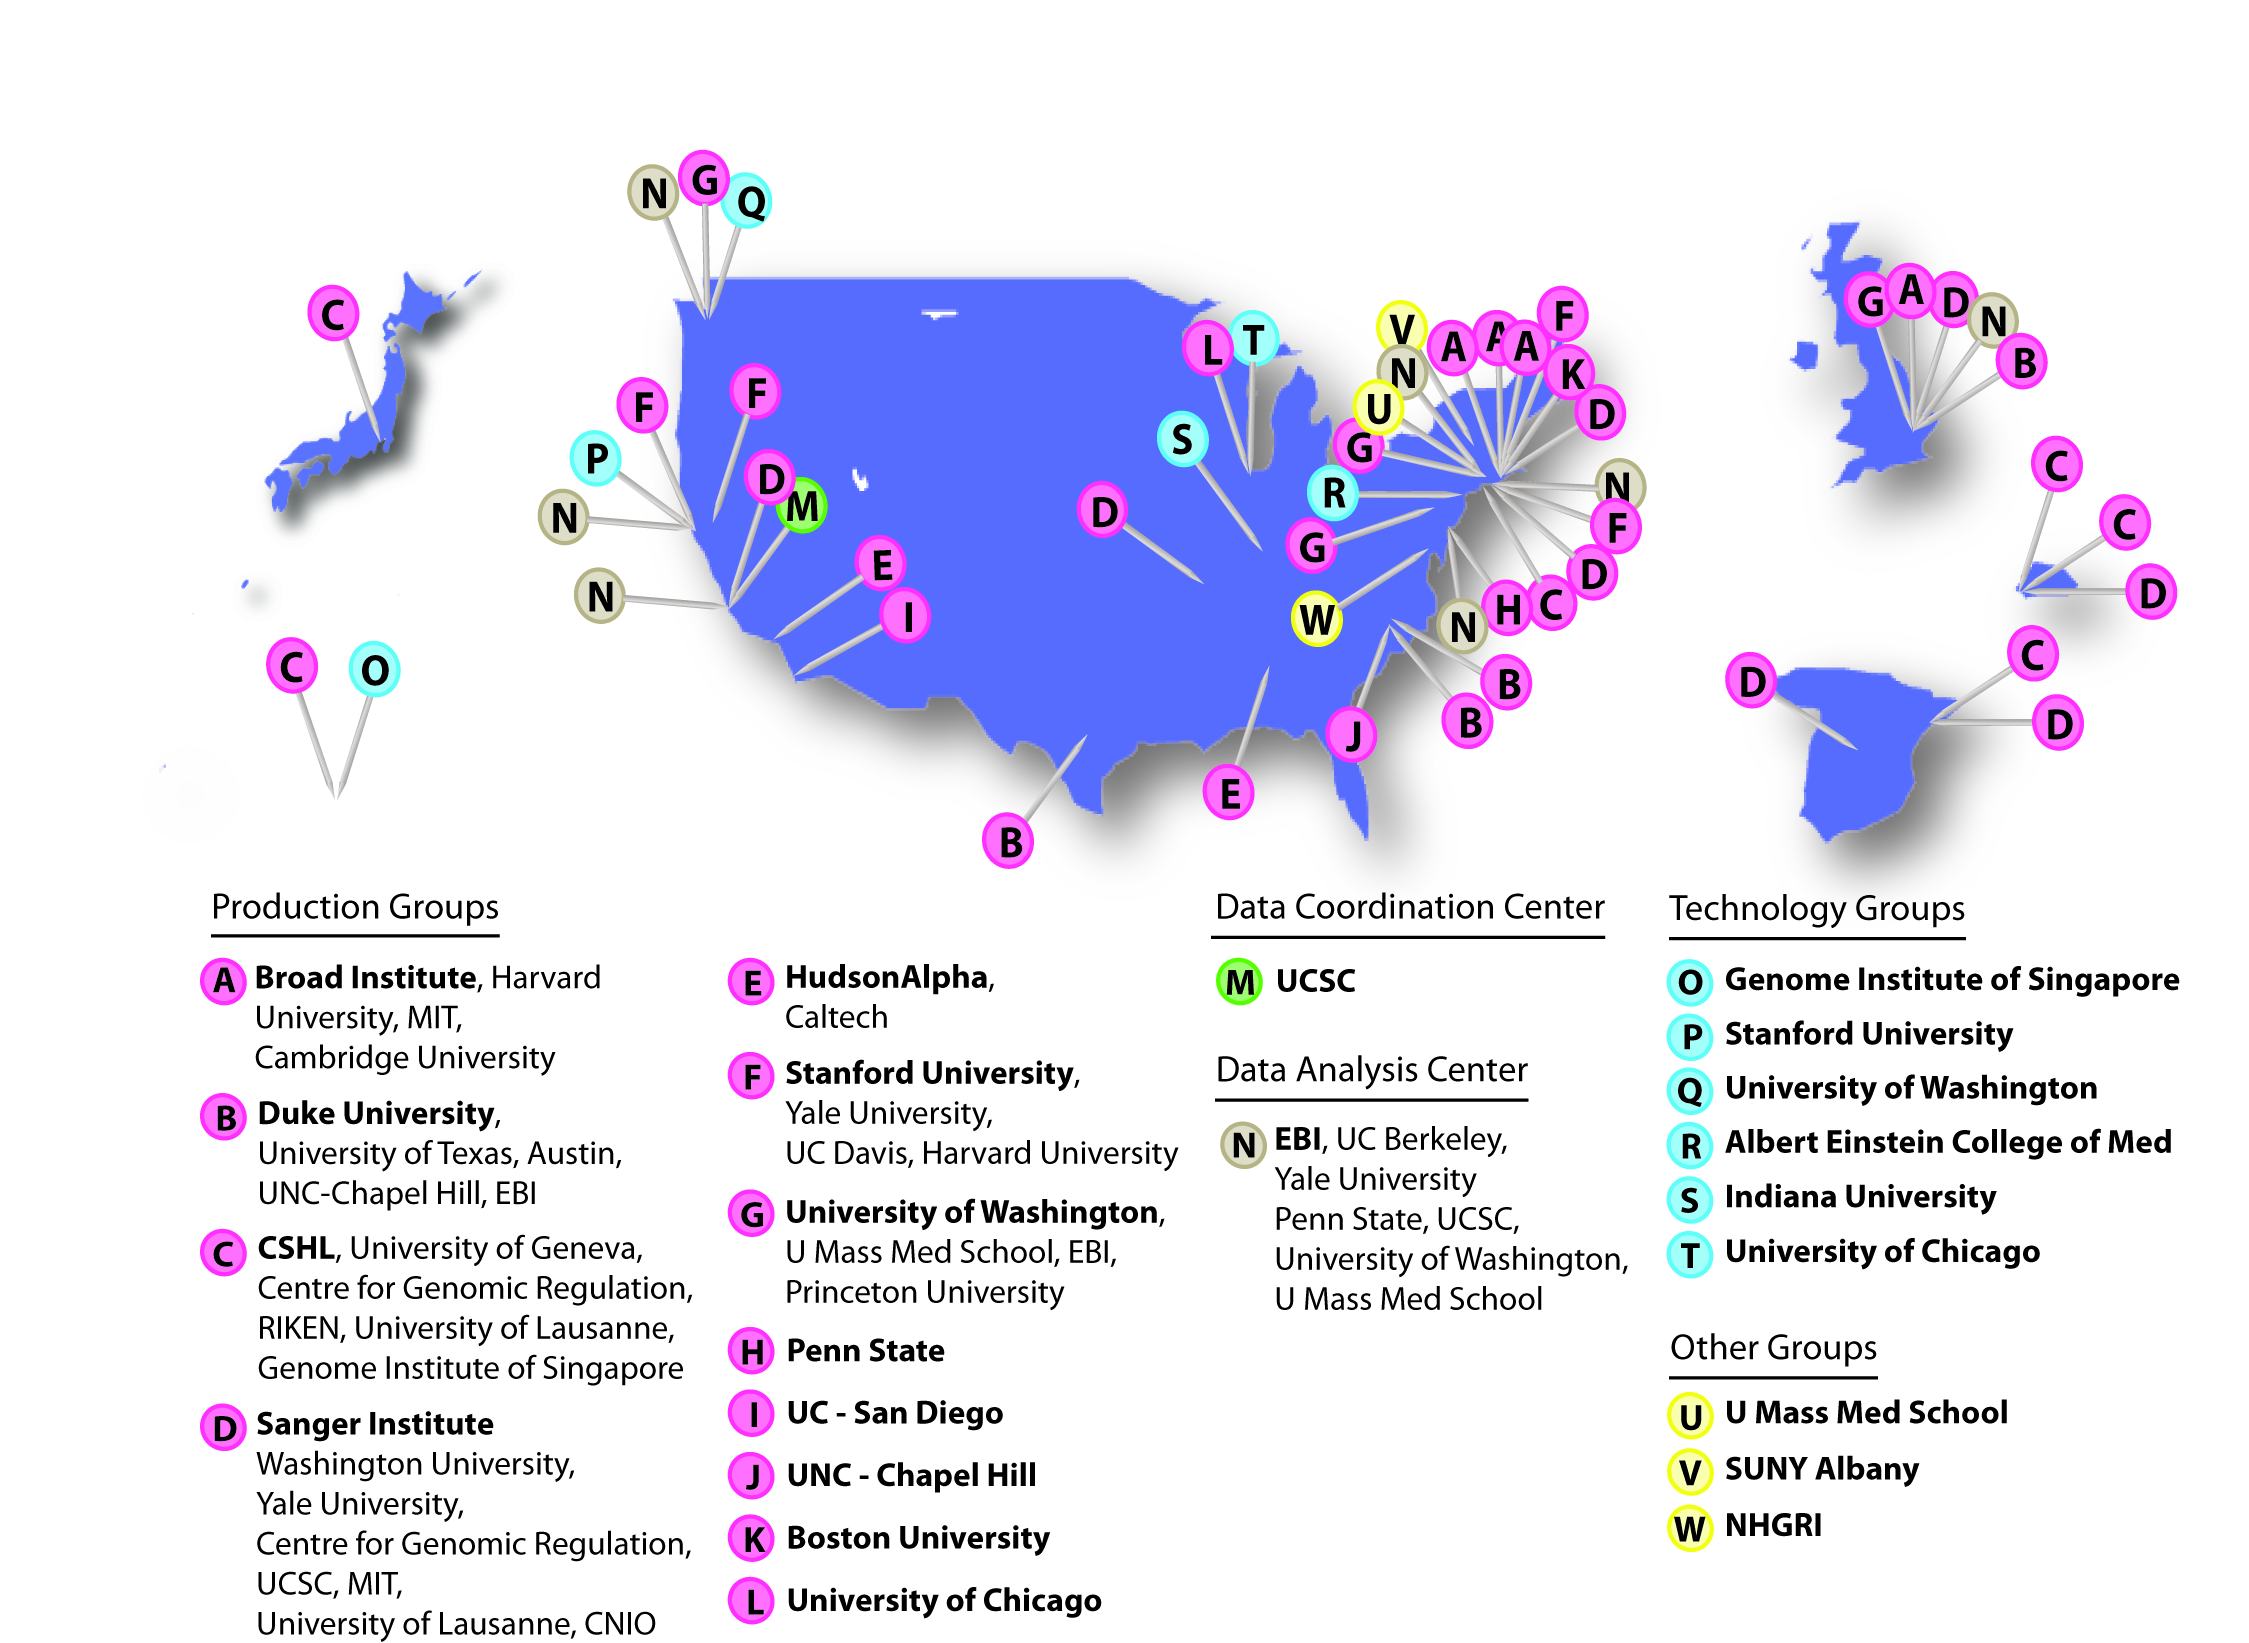 N G Q
C
F
F
P
D
M
N
N
E
I
C O
L T
S
D
V
N
U
G
R
G
W
A A A F
K
D
N
F
D
C
H
N
B
B
J
E
B
G A D N B
C
C
D
C
D
D
Production Groups
A Broad Institute, Harvard
University, MIT,
Cambridge University
B Duke University,
University of Texas, Austin,
UNC-Chapel Hill, EBI
C CSHL, University of Geneva,
Centre for Genomic Regulation,
RIKEN, University of Lausanne,
Genome Institute of Singapore
D Sanger Institute
Washington University,
Yale University,
Centre for Genomic Regulation,
UCSC, MIT,
University of Lausanne, CNIO
E HudsonAlpha,
Caltech
F Stanford University,
Yale University,
UC Davis, Harvard University
G University of Washington,
U Mass Med School, EBI,
Princeton University
H Penn State
I UC - San Diego
J UNC - Chapel Hill
K Boston University
L University of Chicago
Data Coordination Center
M UCSC
Data Analysis Center
N EBI, UC Berkeley,
Yale University
Penn State, UCSC,
University of Washington,
U Mass Med School
Technology Groups
O Genome Institute of Singapore
P Stanford University
Q University of Washington
R Albert Einstein College of Med
S Indiana University
T University of Chicago
Other Groups
U U Mass Med School
V SUNY Albany
W NHGRI